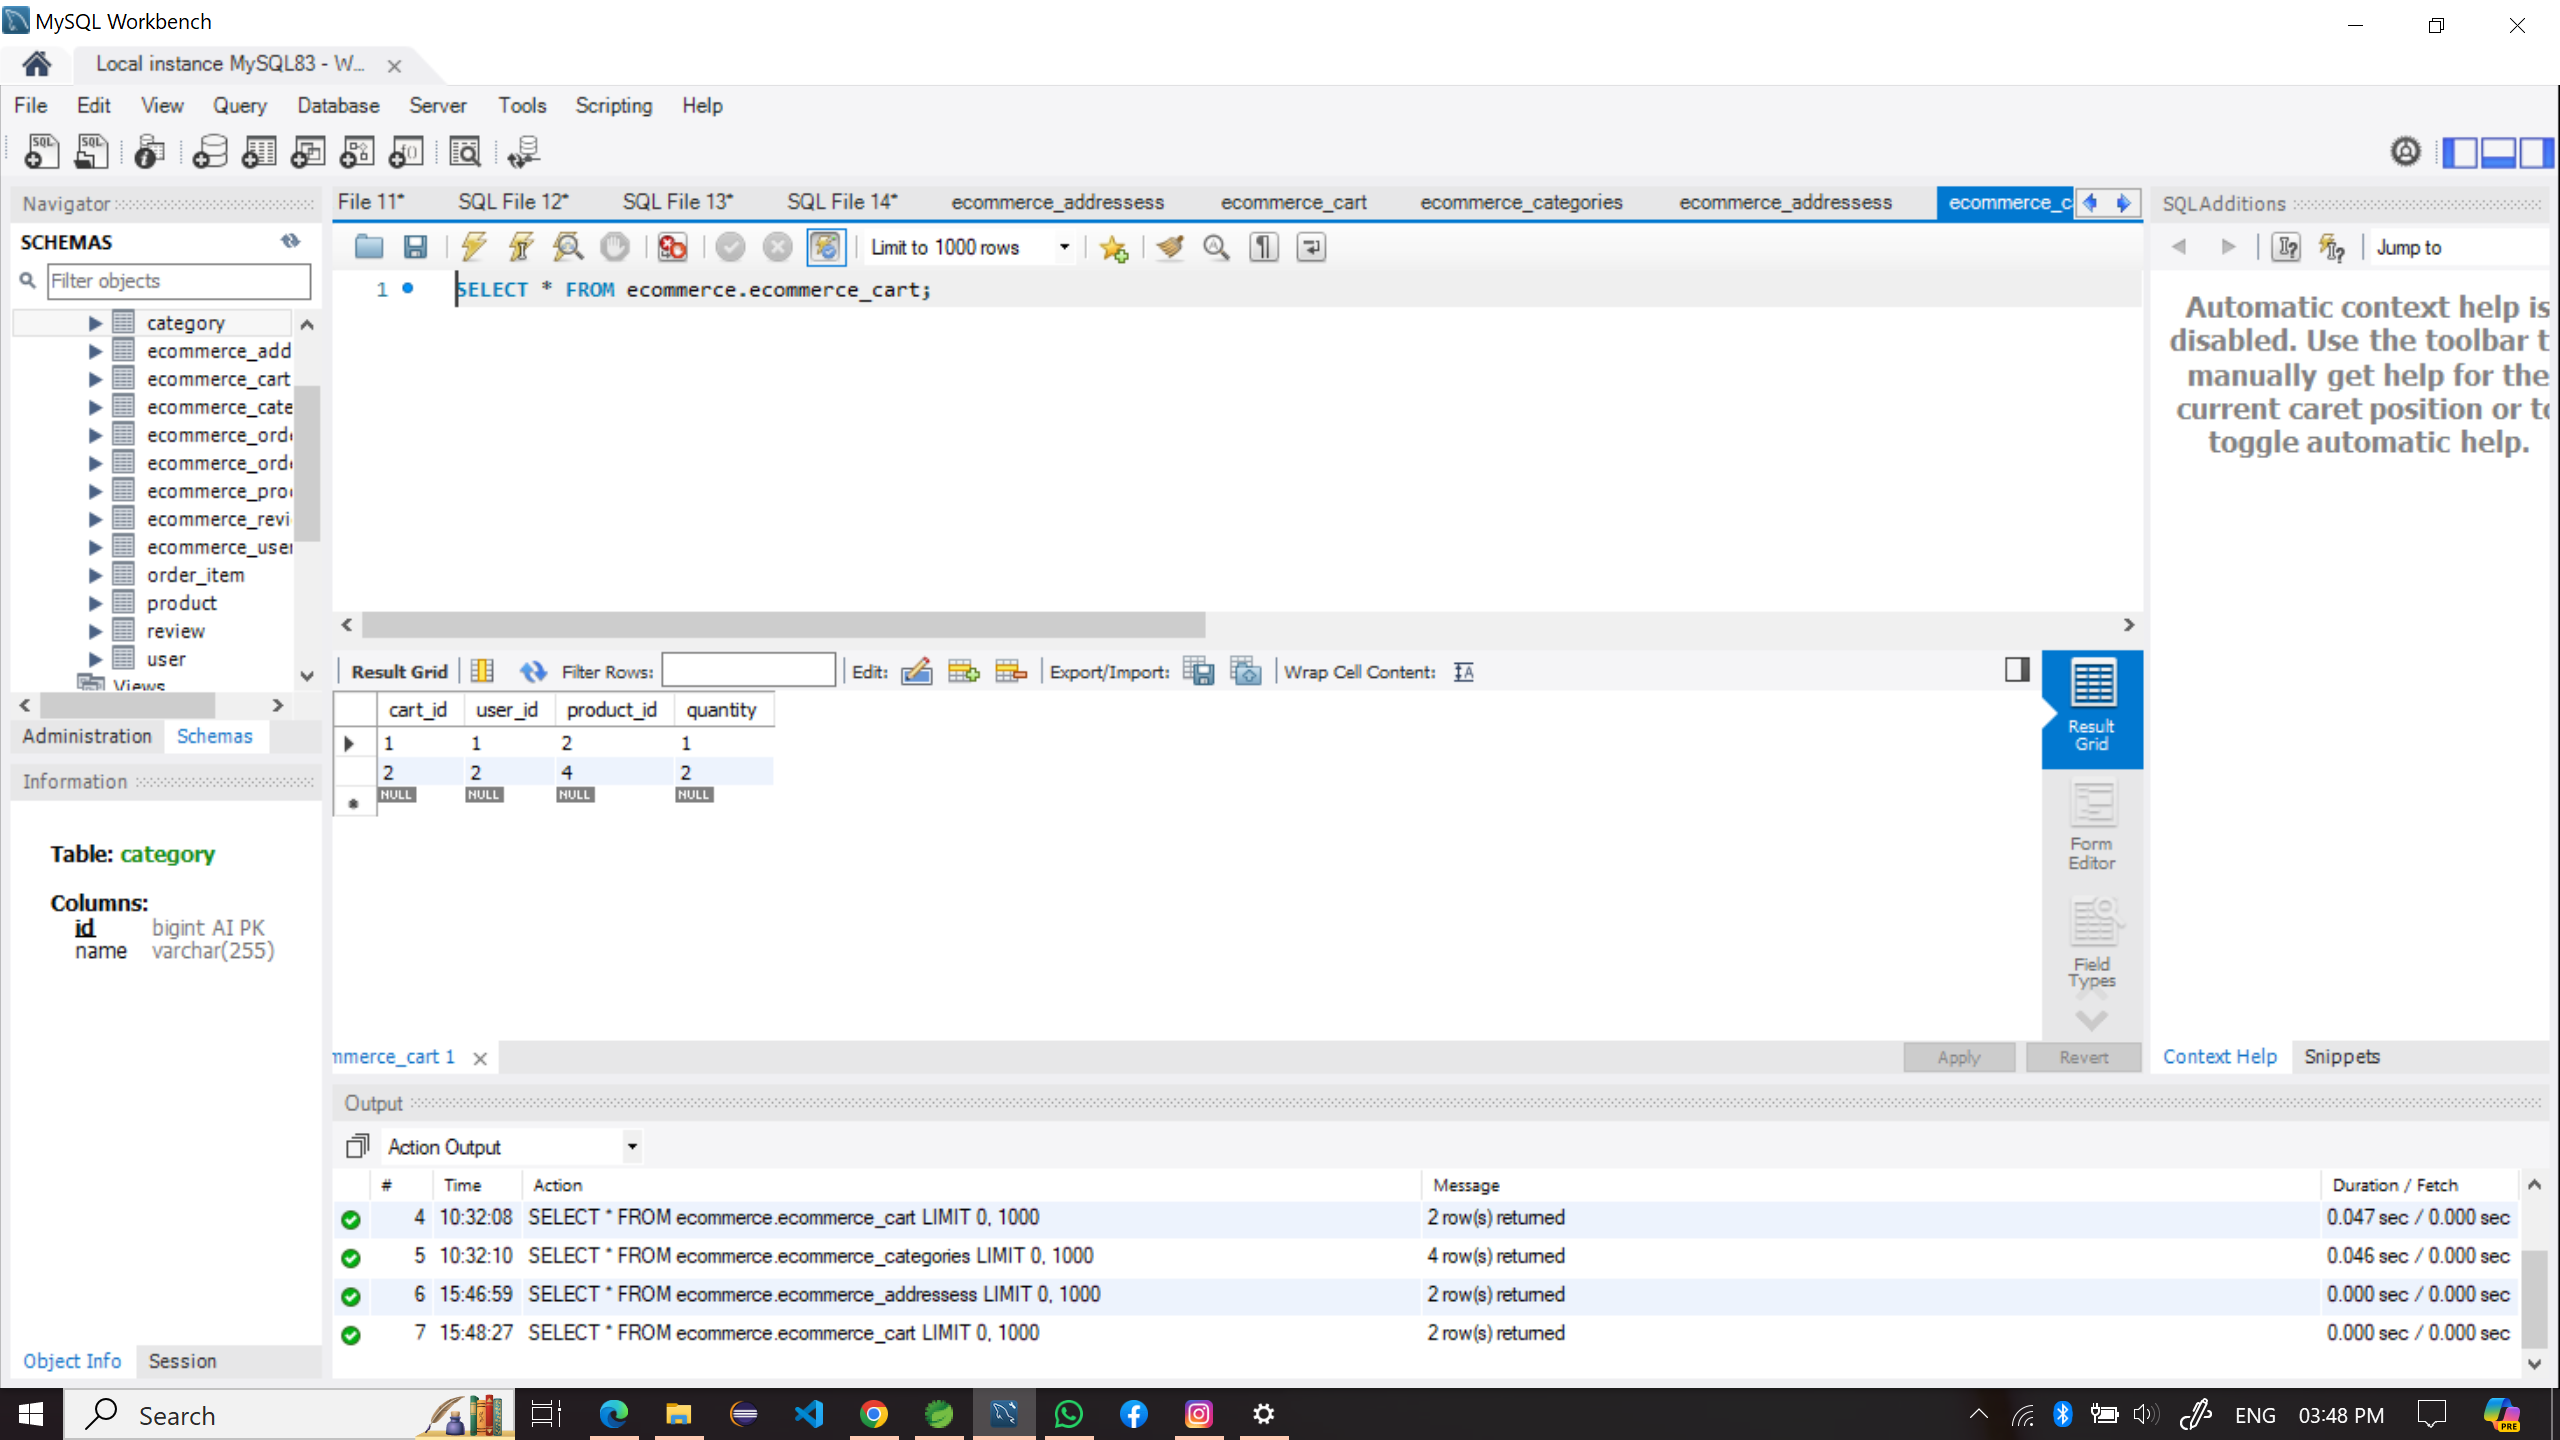 MySQL Workbench
Local instance MySQL83 - W...
File Edit View Query Database Server Tools Scripting Help
Navigator
SCHEMAS
Filter objects
category
ecommerce_add
ecommerce_cart
ecommerce_cate
ecommerce_ord
ecommerce_ord
ecommerce_pro
ecommerce_revi
ecommerce_user
order_item
product
review
user
Views
Administration Schemas
Information
Table: category
Columns:
id bigint AI PK
name varchar(255)
Object Info Session
File 11* SQL File 12* SQL File 13* SQL File 14* ecommerce_addressess ecommerce_cart ecommerce_categories ecommerce_addressess ecommerce_c
Limit to 1000 rows
1 SELECT * FROM ecommerce.ecommerce_cart;
Result Grid Filter Rows: Edit: Export/Import: Wrap Cell Content:
cart_id user_id product_id quantity
1 1 2 1
2 2 4 2
NULL NULL NULL NULL
Result
Grid
Form
Editor
Field
Types
mmerce_cart 1
Apply Revert
SQLAdditions
Jump to
Automatic context help is
disabled. Use the toolbar t
manually get help for the
current caret position or to
toggle automatic help.
Context Help Snippets
Output
Action Output
# Time Action Message Duration / Fetch
4 10:32:08 SELECT * FROM ecommerce.ecommerce_cart LIMIT 0, 1000 2 row(s) returned 0.047 sec / 0.000 sec
5 10:32:10 SELECT * FROM ecommerce.ecommerce_categories LIMIT 0, 1000 4 row(s) returned 0.046 sec / 0.000 sec
6 15:46:59 SELECT * FROM ecommerce.ecommerce_addressess LIMIT 0, 1000 2 row(s) returned 0.000 sec / 0.000 sec
7 15:48:27 SELECT * FROM ecommerce.ecommerce_cart LIMIT 0, 1000 2 row(s) returned 0.000 sec / 0.000 sec
Search
ENG 03:48 PM
PRE